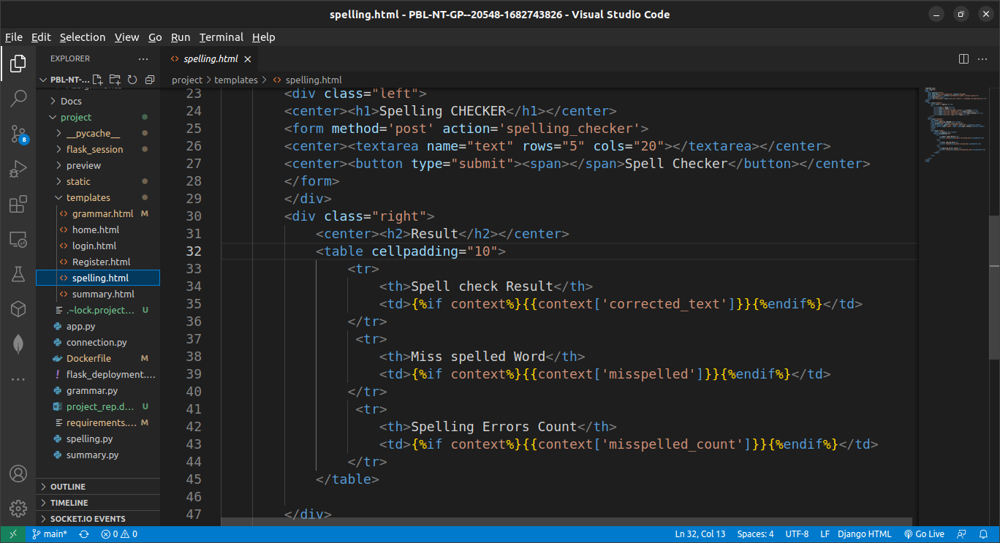 spelling.html - PBL-NT-GP--20548-1682743826 - Visual Studio Code
File Edit Selection View Go Run Terminal Help
EXPLORER
spelling.html
PBL-NT-...
project > templates > spelling.html
Docs
project
__pycache__
flask_session
preview
static
templates
grammar.html M
home.html
login.html
Register.html
spelling.html
summary.html
.~lock.project... U
app.py
connection.py
Dockerfile M
flask_deployment....
grammar.py
project_rep.d... U
requirements.... M
spelling.py
summary.py
OUTLINE
TIMELINE
SOCKET.IO EVENTS
8
23 <div class="left">
24 <center><h1>Spelling CHECKER</h1></center>
25 <form method='post' action='spelling_checker'>
26 <center><textarea name="text" rows="5" cols="20"></textarea></center>
27 <center><button type="submit"><span></span>Spell Checker</button></center>
28 </form>
29 </div>
30 <div class="right">
31 <center><h2>Result</h2></center>
32 <table cellpadding="10">
33 <tr>
34 <th>Spell check Result</th>
35 <td>{%if context%}{{context['corrected_text']}}{%endif%}</td>
36 </tr>
37 <tr>
38 <th>Miss spelled Word</th>
39 <td>{%if context%}{{context['misspelled']}}{%endif%}</td>
40 </tr>
41 <tr>
42 <th>Spelling Errors Count</th>
43 <td>{%if context%}{{context['misspelled_count']}}{%endif%}</td>
44 </tr>
45 </table>
46
47 </div>
main* 0 0 Ln 32, Col 13 Spaces: 4 UTF-8 LF Django HTML Go Live